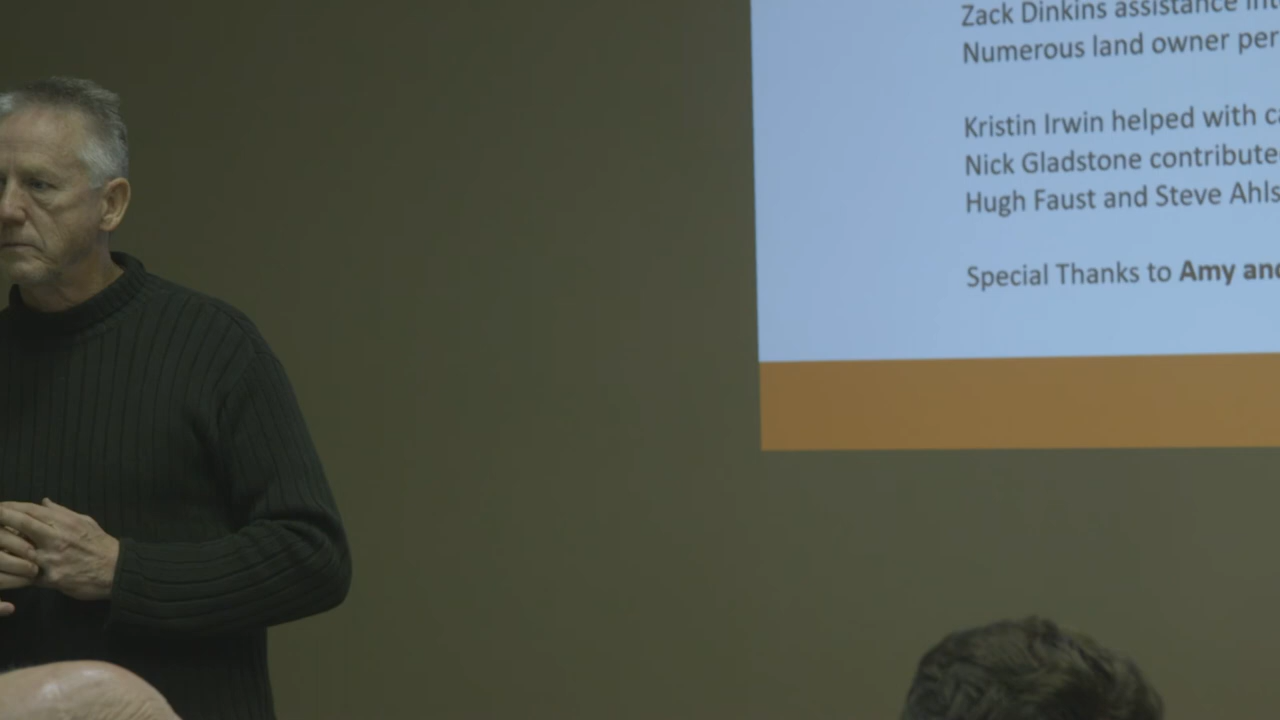 Zack Dinkins assistance
Numerous land owner
Kristin Irwin helped with
Nick Gladstone
Hugh Faust and Steve
Special Thanks to Amy